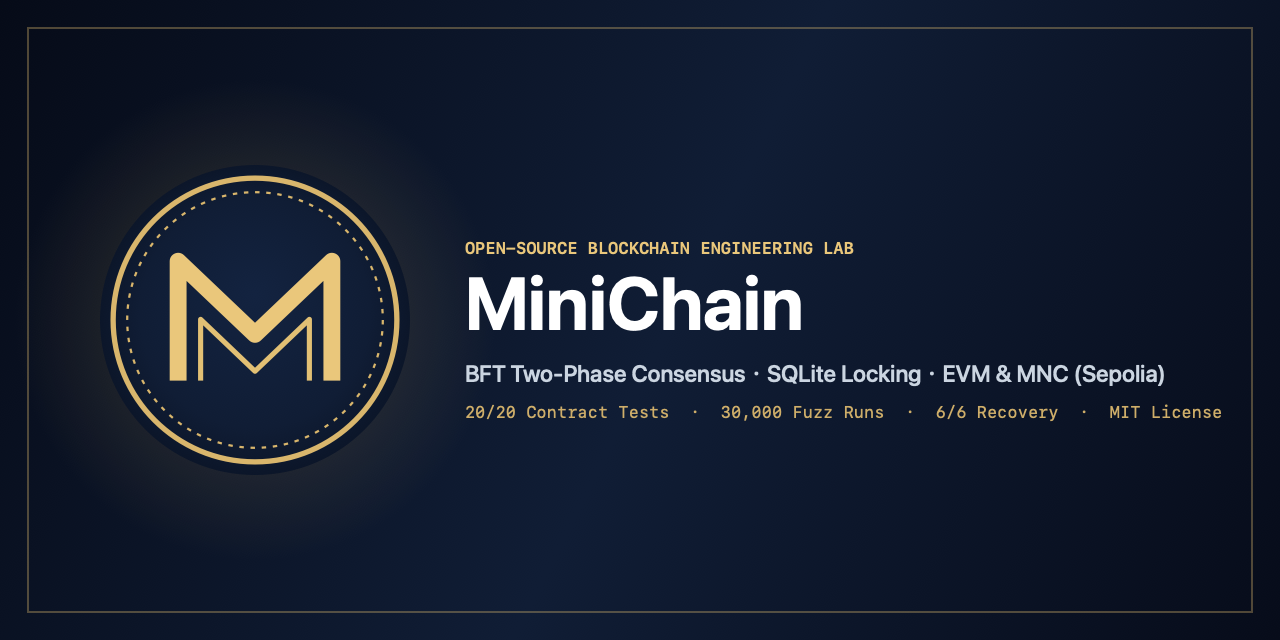 M
OPEN–SOURCE BLOCKCHAIN ENGINEERING LAB
MiniChain
BFT Two-Phase Consensus · SQLite Locking · EVM & MNC (Sepolia)
20/20 Contract Tests · 30,000 Fuzz Runs · 6/6 Recovery · MIT License